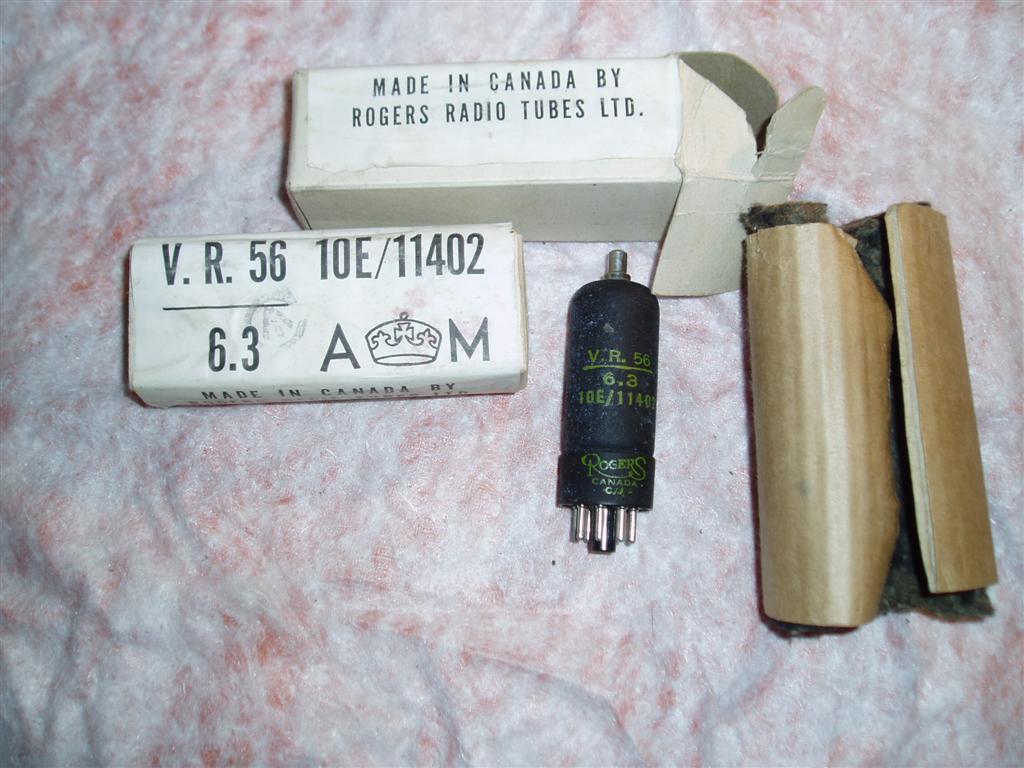 MADE IN CANADA BY
ROGERS RADIO TUBES LTD.
V. R. 56 10E/11402
6.3 A M
MADE IN CANADA BY
V. R. 56
6.3
10E/11402
ROGERS
CANADA